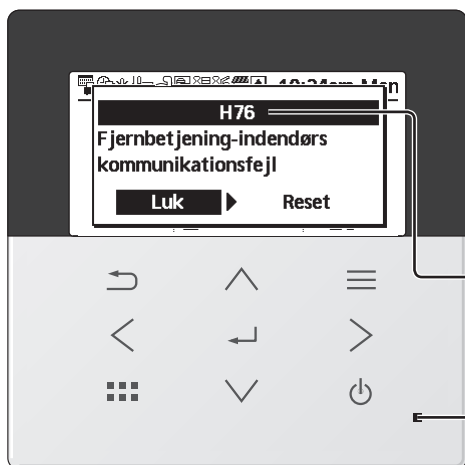 H76
Fjernbetjening-indendørs
kommunikationsfejl
Luk
Reset